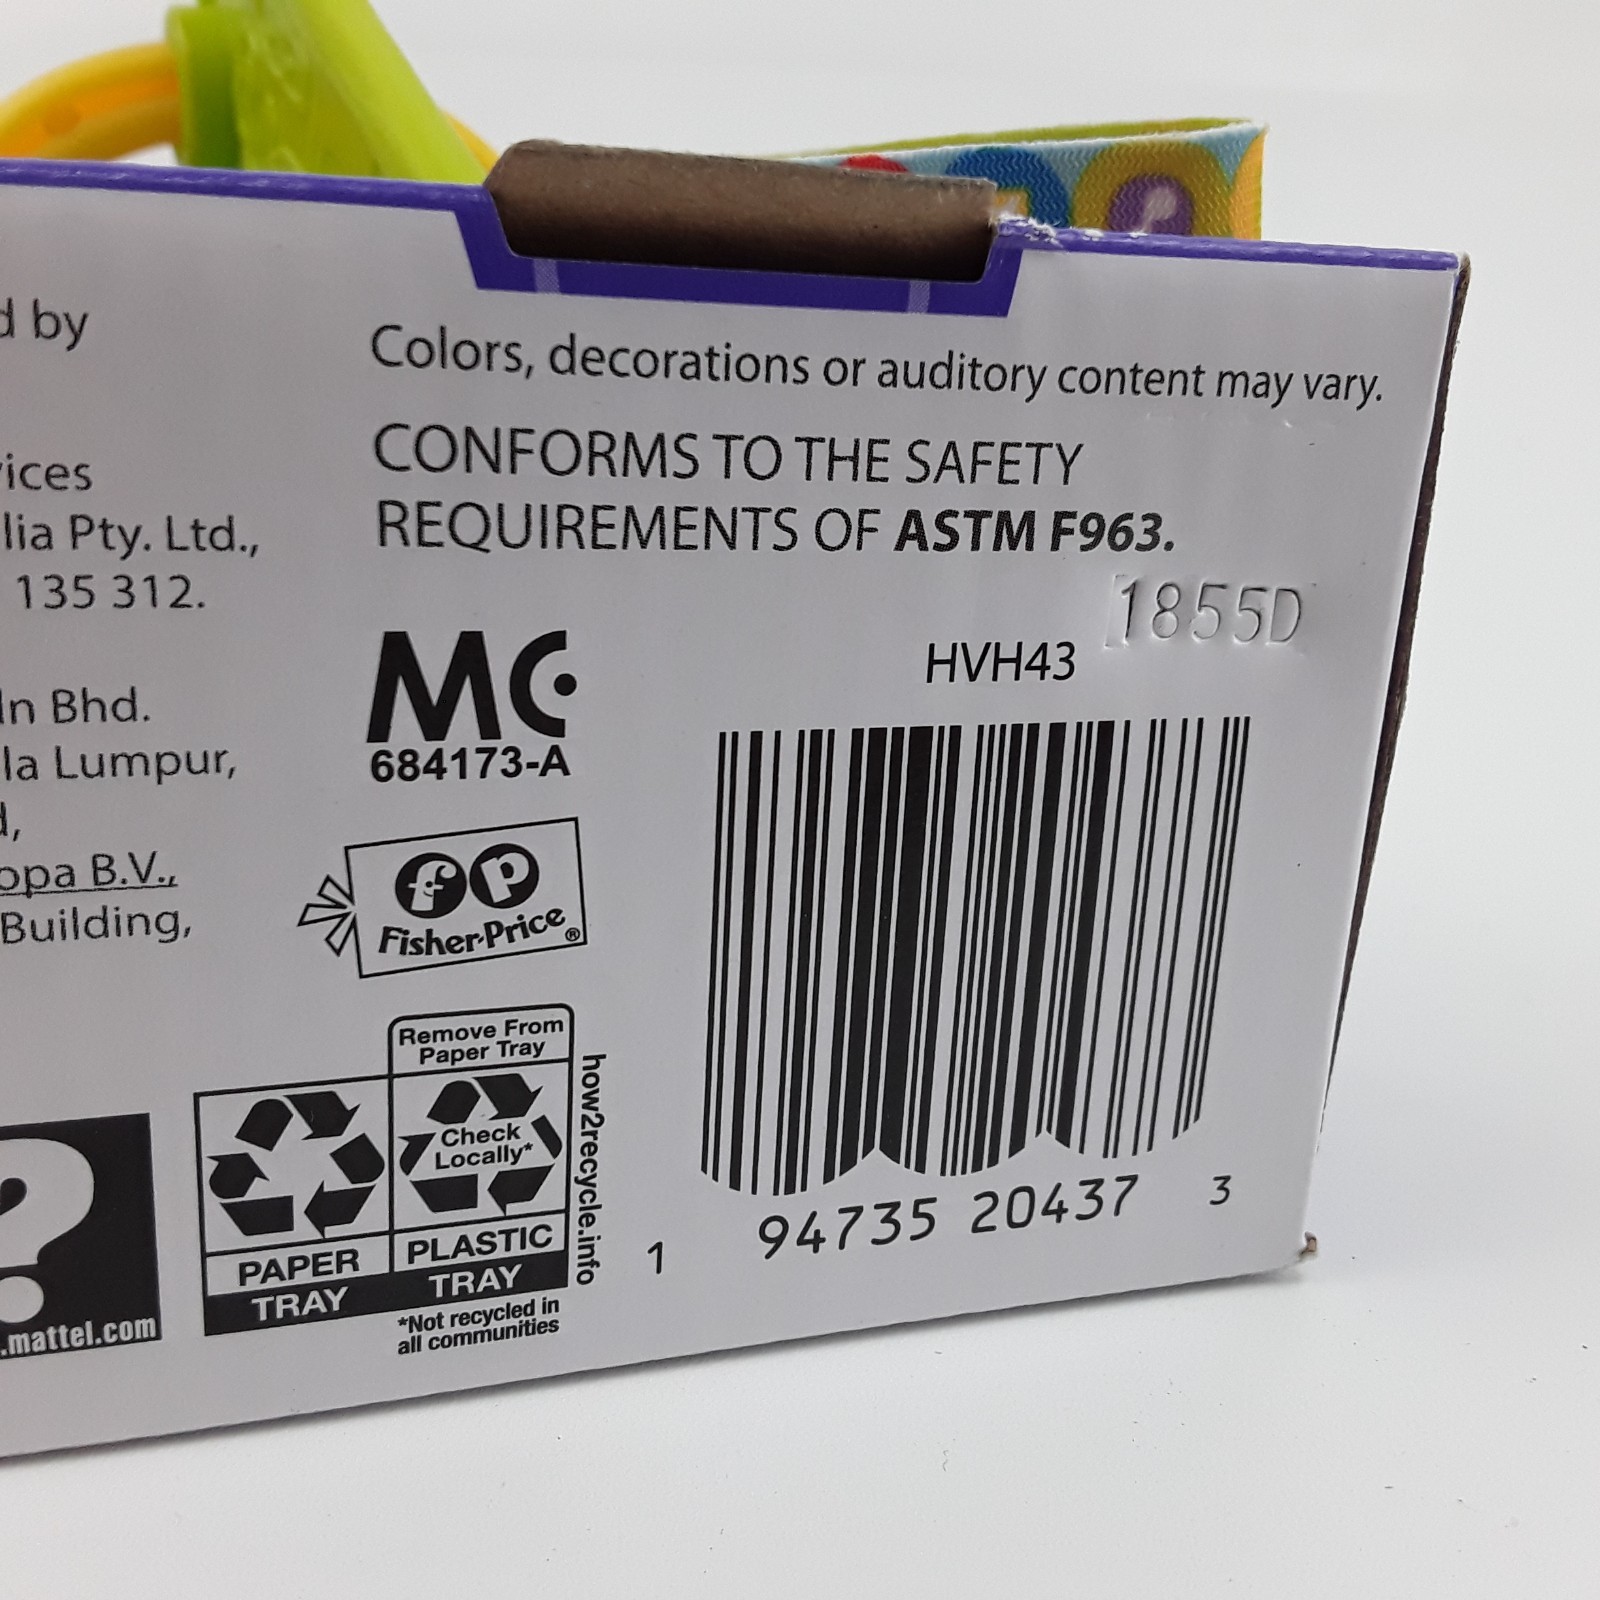 d by
ices
lia Pty. Ltd.,
135 312.
n Bhd.
la Lumpur,
d,
opa B.V.,
Building,
?
.mattel.com
Colors, decorations or auditory content may vary.
CONFORMS TO THE SAFETY
REQUIREMENTS OF ASTM F963.
1855D
HVH43
MC
684173-A
fp
Fisher-Price®
Remove From
Paper Tray
Check
Locally*
PAPER
TRAY
PLASTIC
TRAY
*Not recycled in
all communities
how2recycle.info
1 94735 20437 3